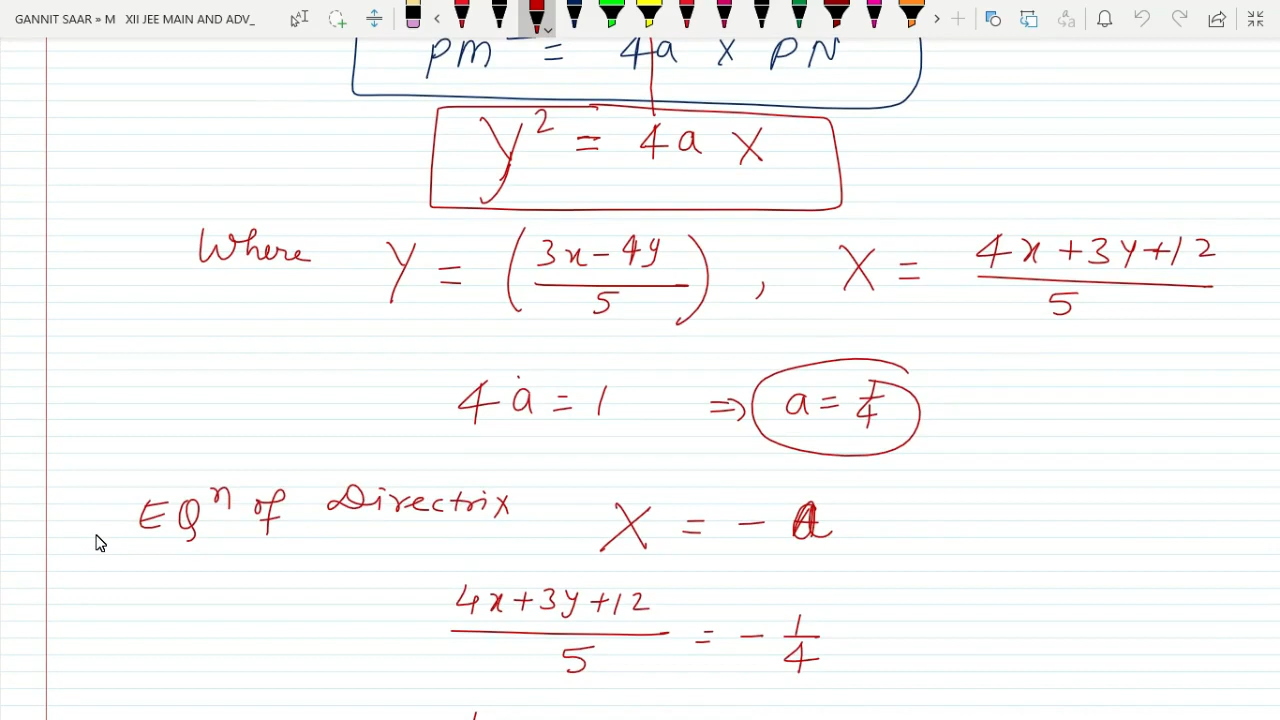 GANNIT SAAR » M XII JEE MAIN AND ADV_
PM = 4a × PN
Y² = 4a X
Where Y = (3x-4y/5), X = 4x+3y+12/5
4a = 1 ⇒ a = 1/4
EQⁿ of Directrix X = - a
4x+3y+12/5 = - 1/4